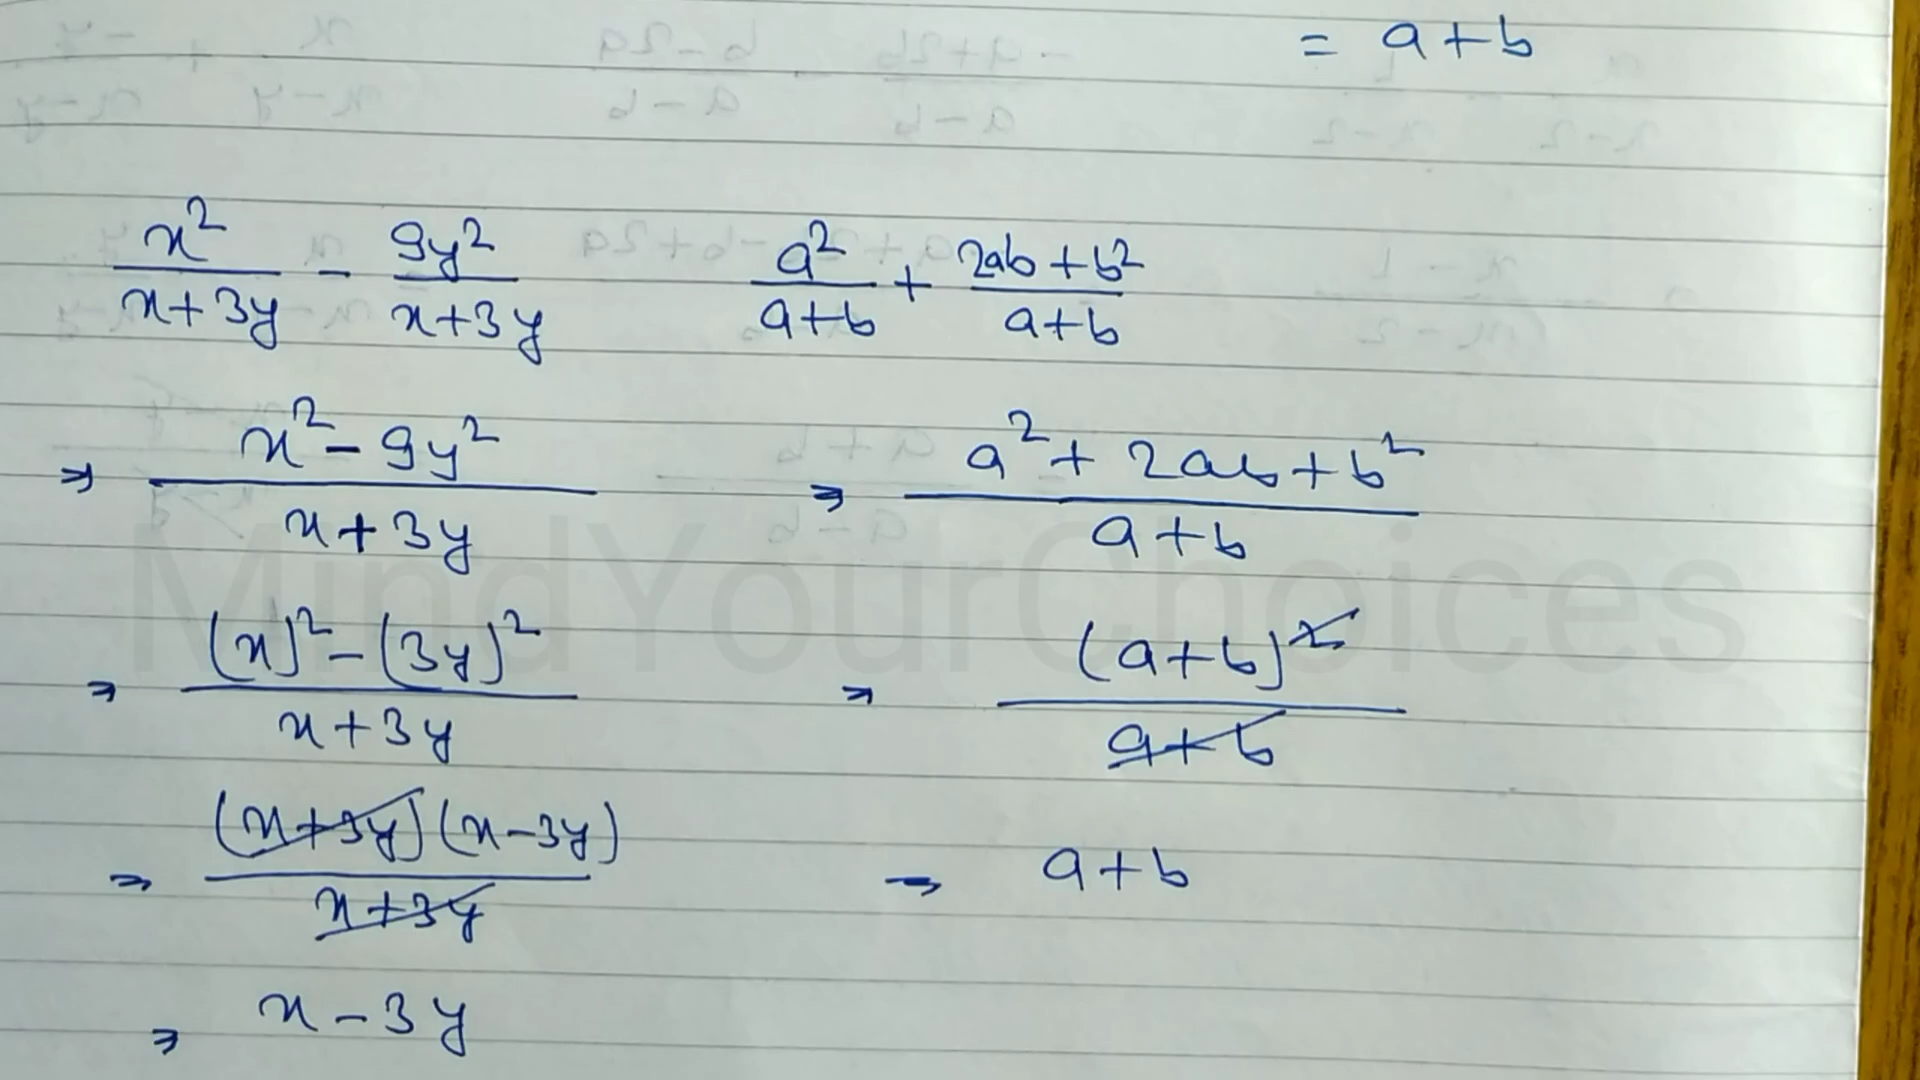 = a+b
x²/(x+3y) - 9y²/(x+3y)
⇒ (x² - 9y²)/(x+3y)
⇒ ((x)² - (3y)²)/(x+3y)
⇒ ((x+3y)(x-3y))/(x+3y)
⇒ x - 3y
a²/(a+b) + (2ab+b²)/(a+b)
⇒ (a² + 2ab + b²)/(a+b)
⇒ (a+b)²/(a+b)
⇒ a+b
MindYourChoices